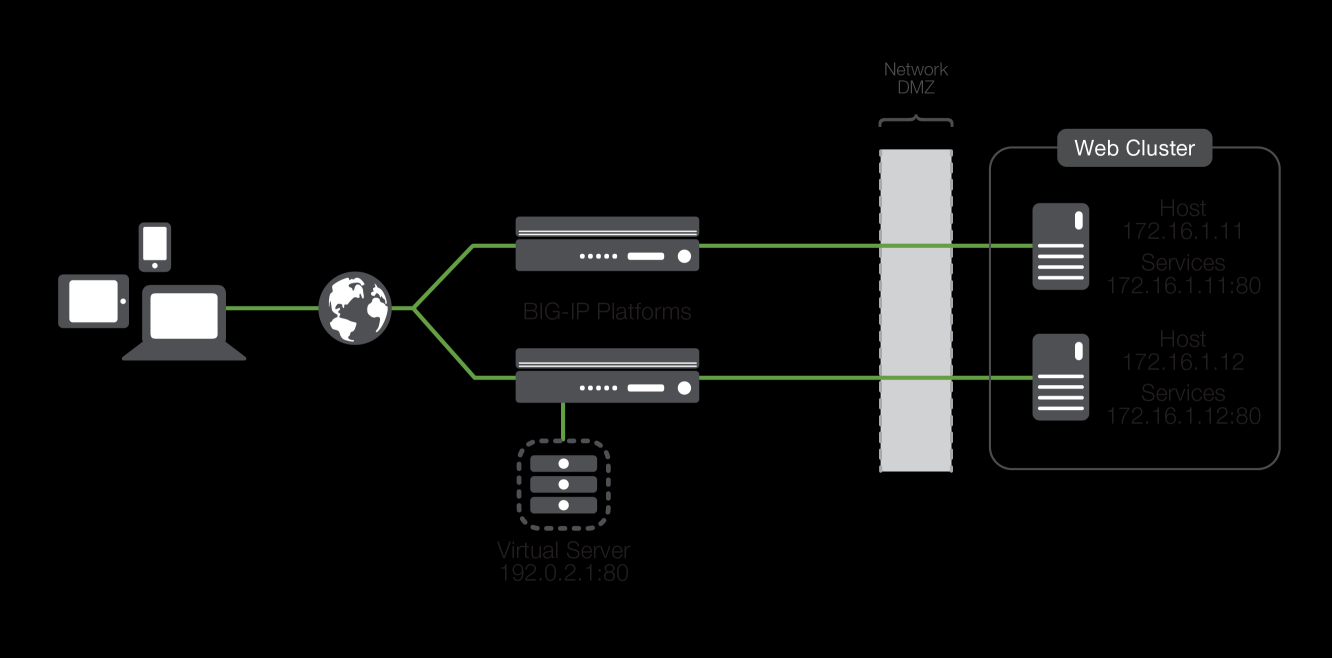 Network
DMZ
Web Cluster
Host
172.16.1.11
Services
172.16.1.11:80
BIG-IP Platforms
Host
172.16.1.12
Services
172.16.1.12:80
Virtual Server
192.0.2.1:80